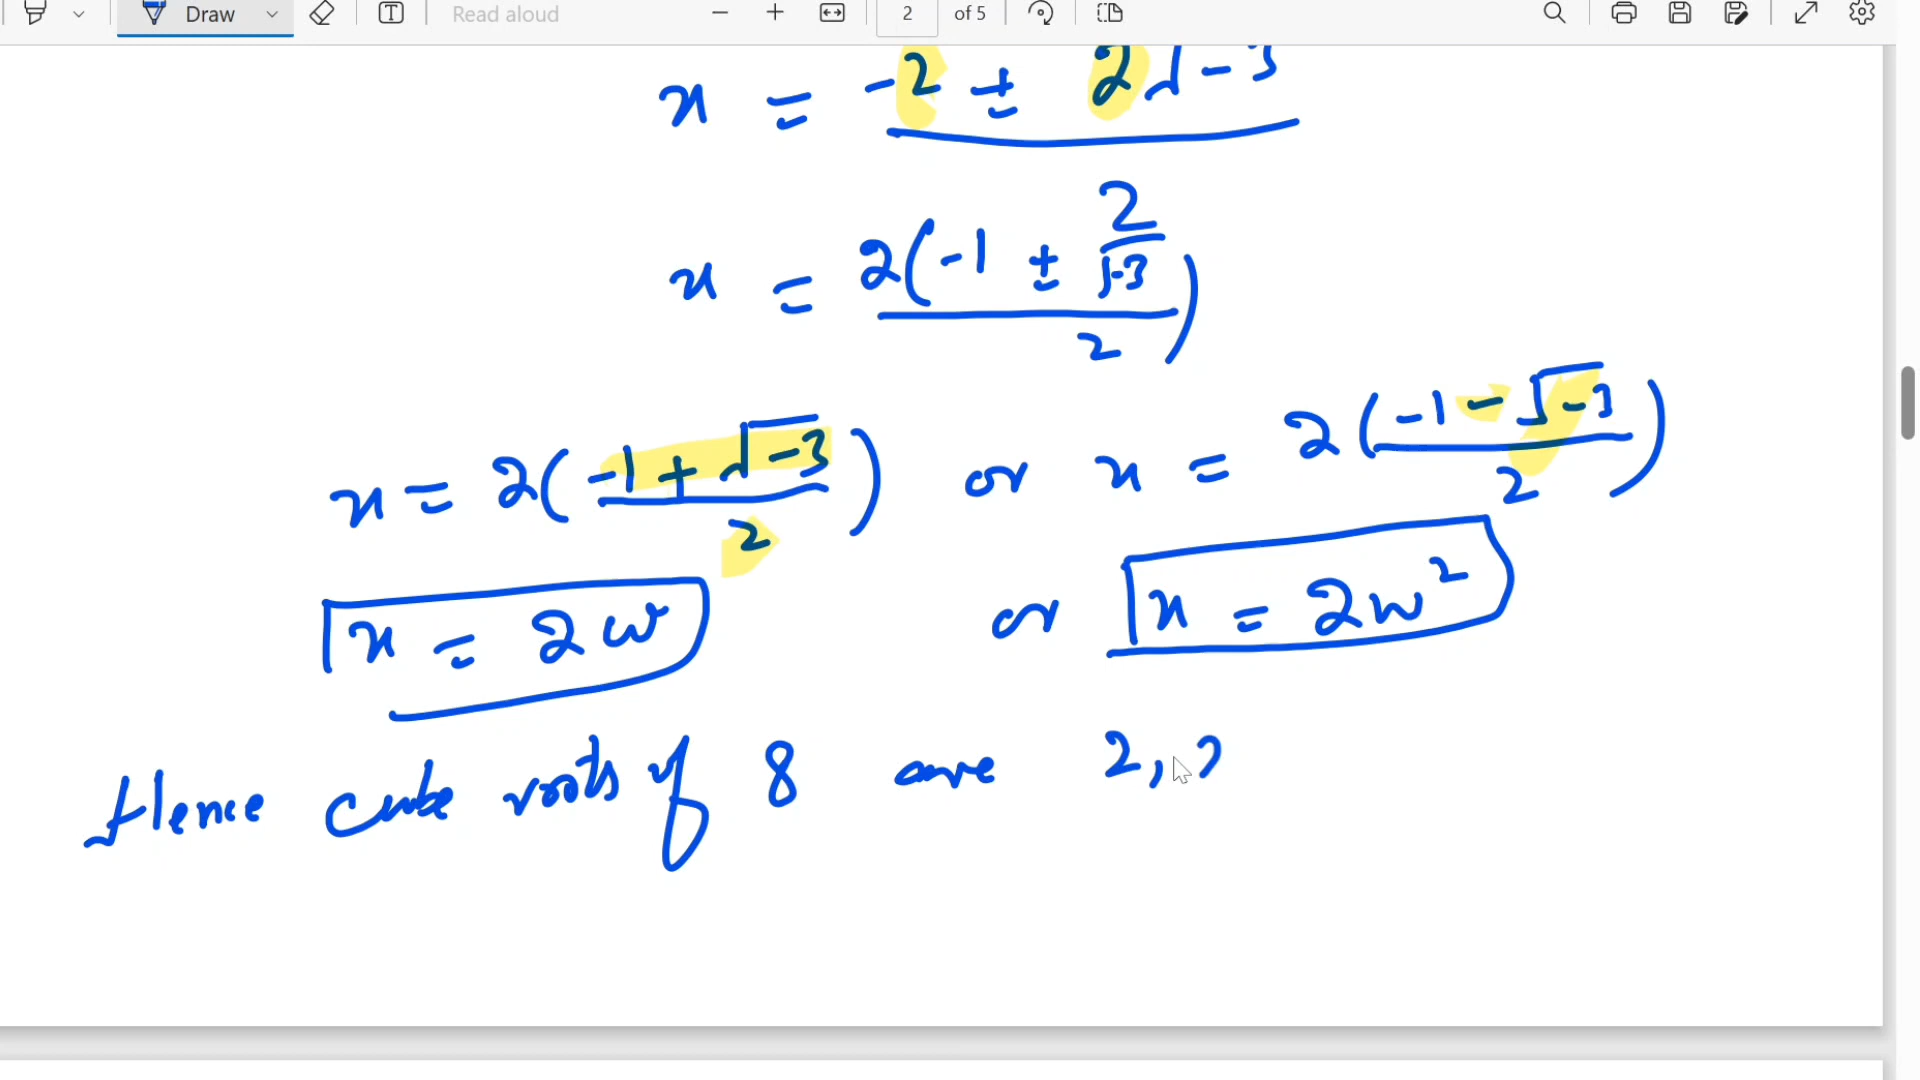 Draw Read aloud 2 of 5
x = -2 ± 2√-3
2
x = 2(-1 ± √-3)
2
x = 2(-1+√-3) or x = 2(-1-√-3)
2 2
x = 2w or x = 2w²
Hence cube roots of 8 are 2,